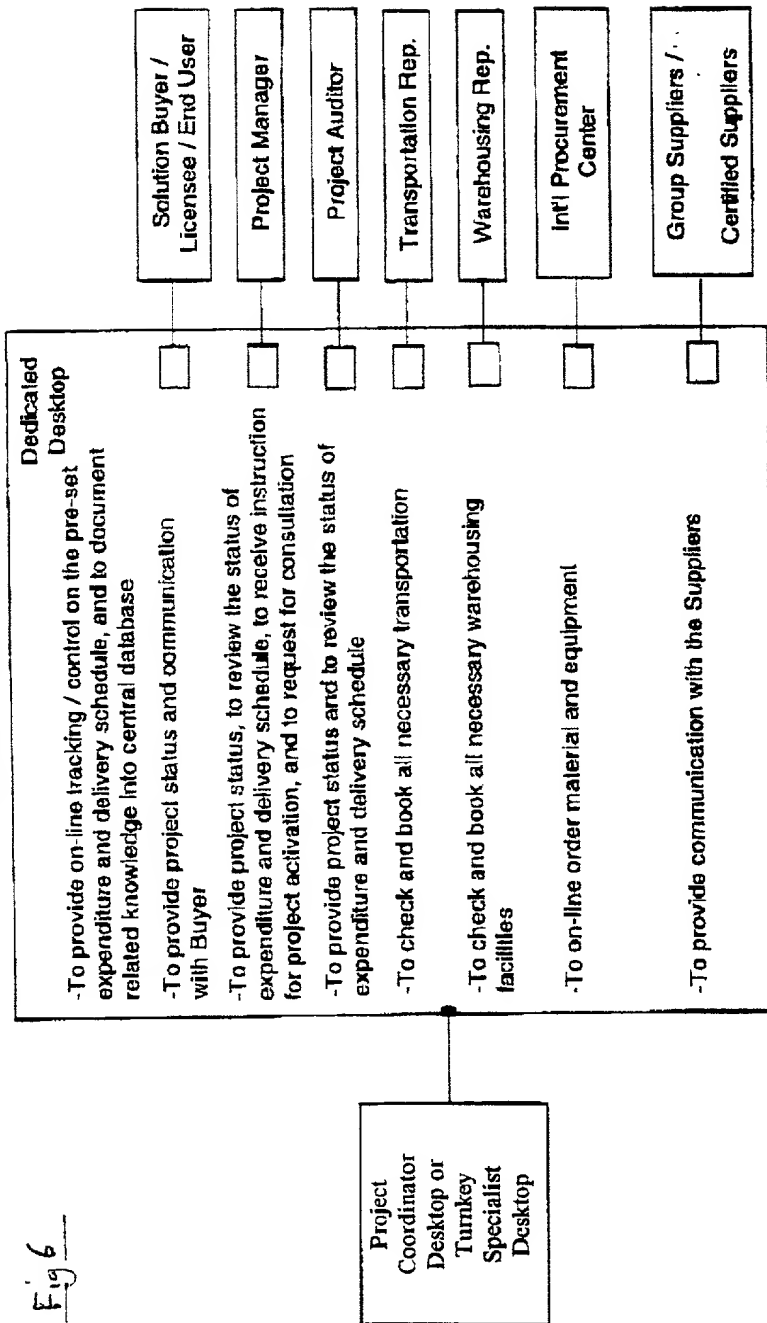 Fig 6
Project
Coordinator
Desktop or
Turnkey
Specialist
Desktop
Dedicated
Desktop
-To provide on-line tracking / control on the pre-set
expenditure and delivery schedule, and to document
related knowledge into central database
-To provide project status and communication
with Buyer
-To provide project status, to review the status of
expenditure and delivery schedule, to receive instruction
for project activation, and to request for consultation
-To provide project status and to review the status of
expenditure and delivery schedule
-To check and book all necessary transportation
-To check and book all necessary warehousing
facilities
-To on-line order material and equipment
-To provide communication with the Suppliers
Solution Buyer /
Licensee / End User
Project Manager
Project Auditor
Transportation Rep.
Warehousing Rep.
Int'l Procurement
Center
Group Suppliers /
Certified Suppliers